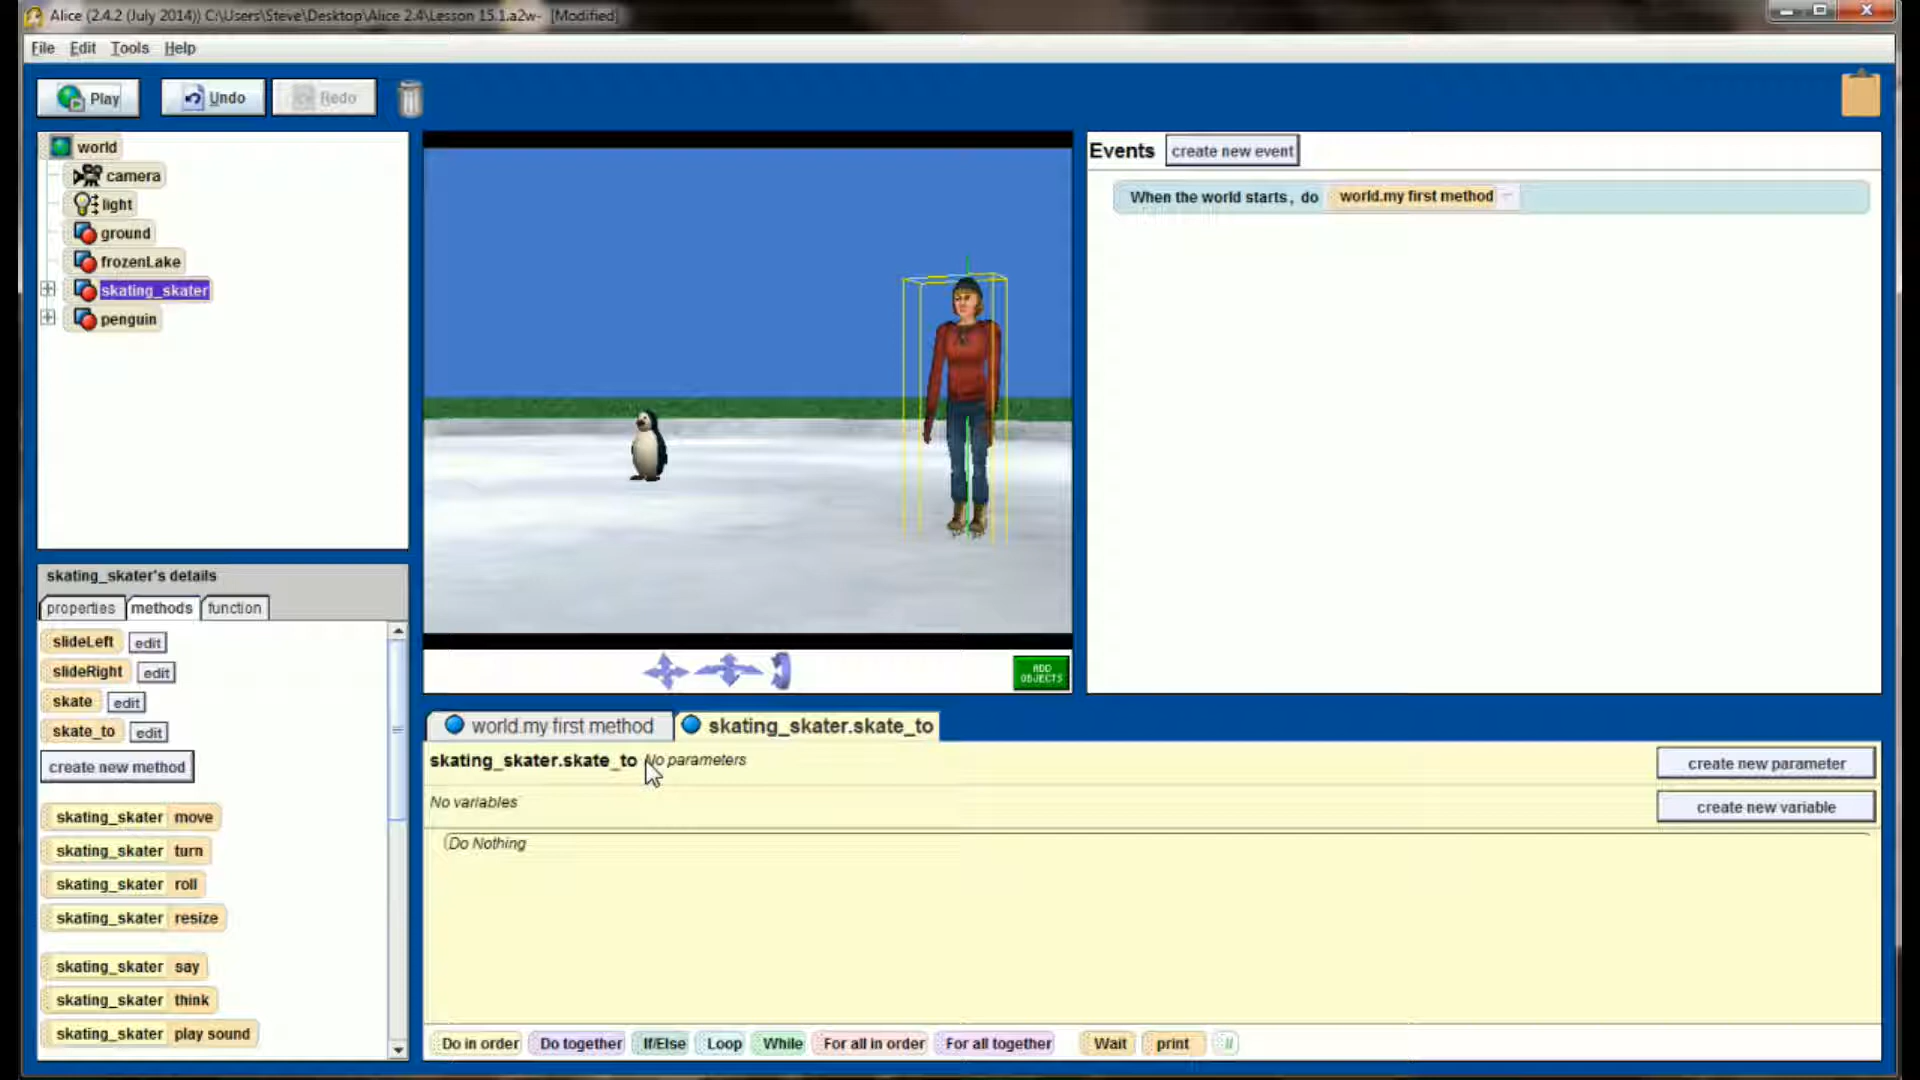 Alice (2.4.2 (July 2014)) C:\Users\Steve\Desktop\Alice 2.4\Lesson 15.1.a2w- [Modified]
File Edit Tools Help
Play Undo Redo
world
camera
light
ground
frozenLake
skating_skater
penguin
Events create new event
When the world starts, do world.my first method
ADD
OBJECTS
skating_skater's details
properties methods function
slideLeft edit
slideRight edit
skate edit
skate_to edit
create new method
skating_skater move
skating_skater turn
skating_skater roll
skating_skater resize
skating_skater say
skating_skater think
skating_skater play sound
world.my first method skating_skater.skate_to
skating_skater.skate_to No parameters create new parameter
No variables create new variable
Do Nothing
Do in order Do together If/Else Loop While For all in order For all together Wait print //